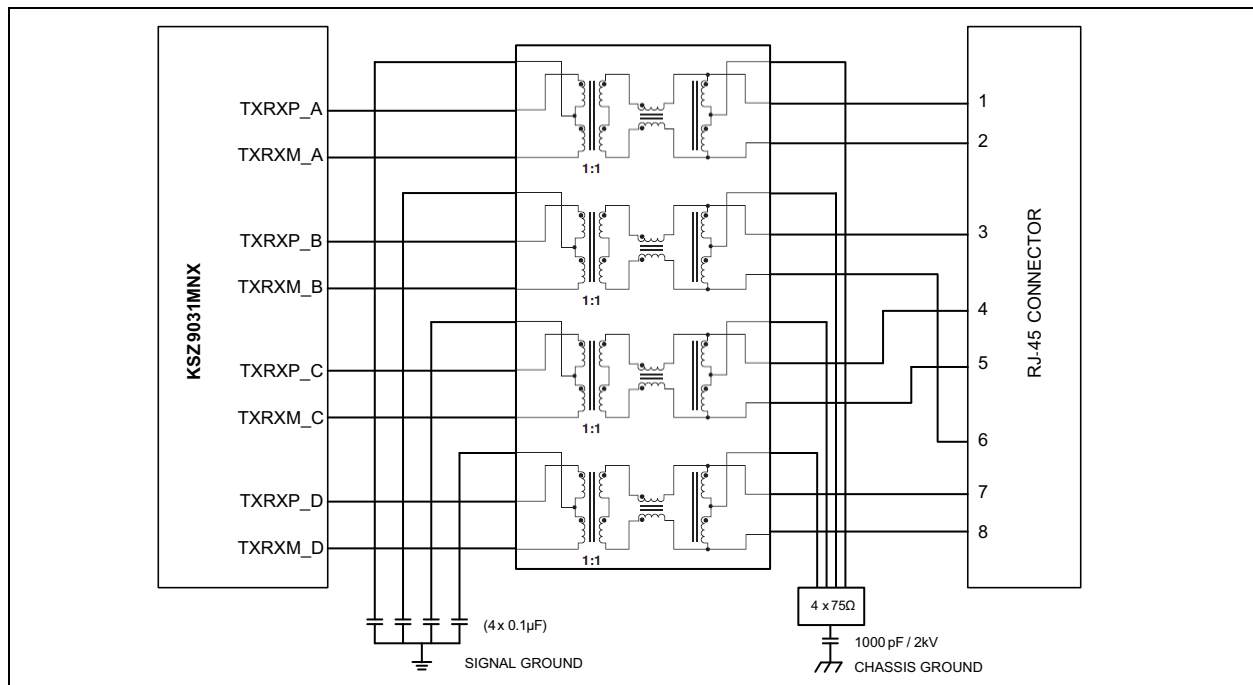 KSZ9031MNX
TXRXP_A
TXRXM_A
TXRXP_B
TXRXM_B
TXRXP_C
TXRXM_C
TXRXP_D
TXRXM_D
1:1
1:1
1:1
1:1
(4 x 0.1µF)
SIGNAL GROUND
4 x 75Ω
1000 pF / 2kV
CHASSIS GROUND
1
2
3
4
5
6
7
8
RJ-45 CONNECTOR